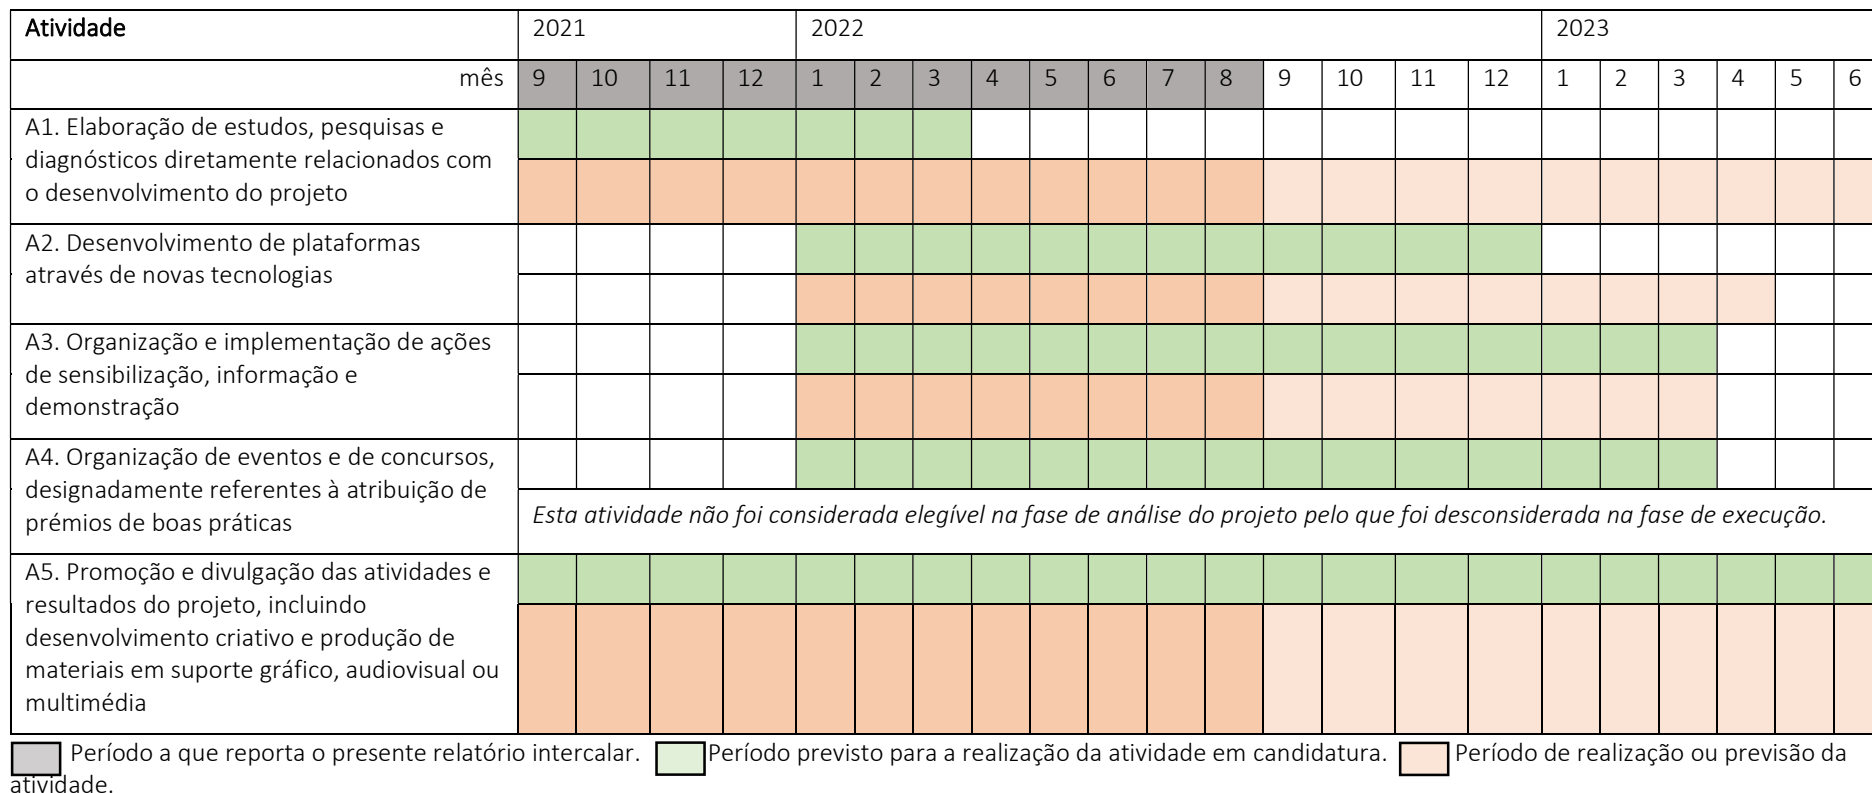 Atividade 2021 2022 2023
mês 9 10 11 12 1 2 3 4 5 6 7 8 9 10 11 12 1 2 3 4 5 6
A1. Elaboração de estudos, pesquisas e
diagnósticos diretamente relacionados com
o desenvolvimento do projeto
A2. Desenvolvimento de plataformas
através de novas tecnologias
A3. Organização e implementação de ações
de sensibilização, informação e
demonstração
A4. Organização de eventos e de concursos,
designadamente referentes à atribuição de
prémios de boas práticas
Esta atividade não foi considerada elegível na fase de análise do projeto pelo que foi desconsiderada na fase de execução.
A5. Promoção e divulgação das atividades e
resultados do projeto, incluindo
desenvolvimento criativo e produção de
materiais em suporte gráfico, audiovisual ou
multimédia
Período a que reporta o presente relatório intercalar. Período previsto para a realização da atividade em candidatura. Período de realização ou previsão da
atividade.